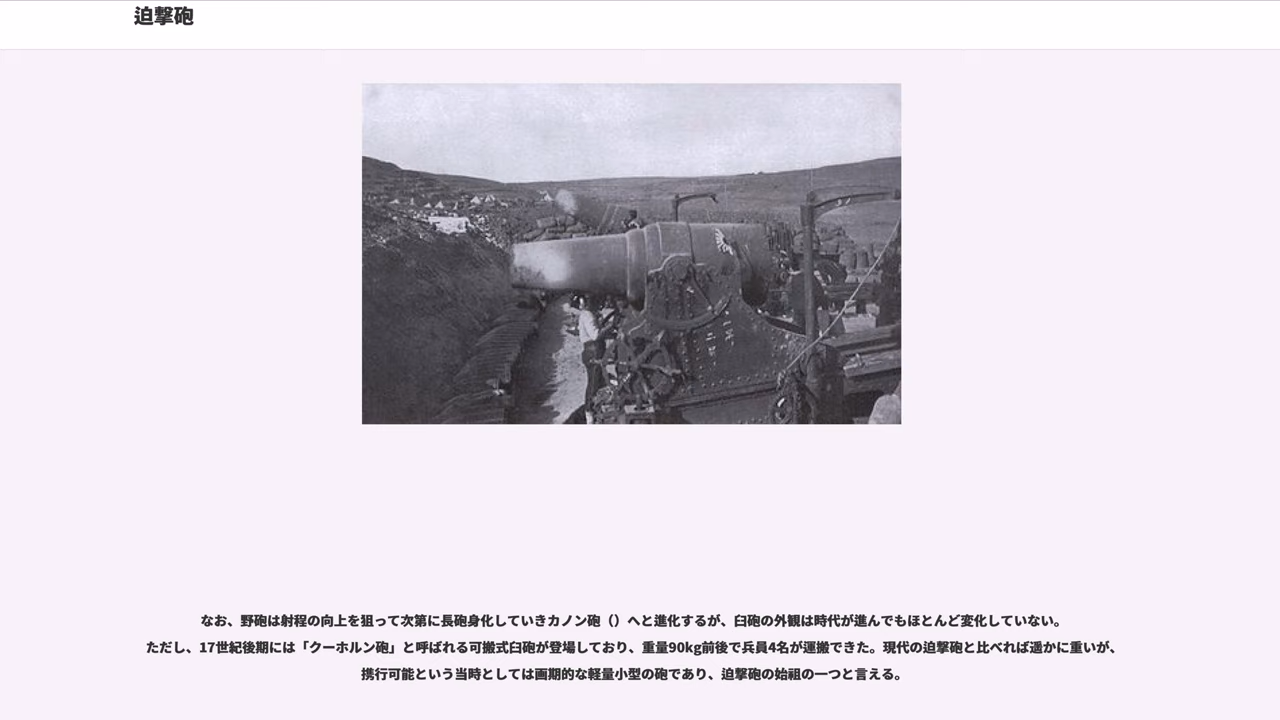 迫撃砲
なお、野砲は射程の向上を狙って次第に長砲身化していきカノン砲（）へと進化するが、臼砲の外観は時代が進んでもほとんど変化していない。
ただし、17世紀後期には「クーホルン砲」と呼ばれる可搬式臼砲が登場しており、重量90kg前後で兵員4名が運搬できた。現代の迫撃砲と比べれば遥かに重いが、
携行可能という当時としては画期的な軽量小型の砲であり、迫撃砲の始祖の一つと言える。